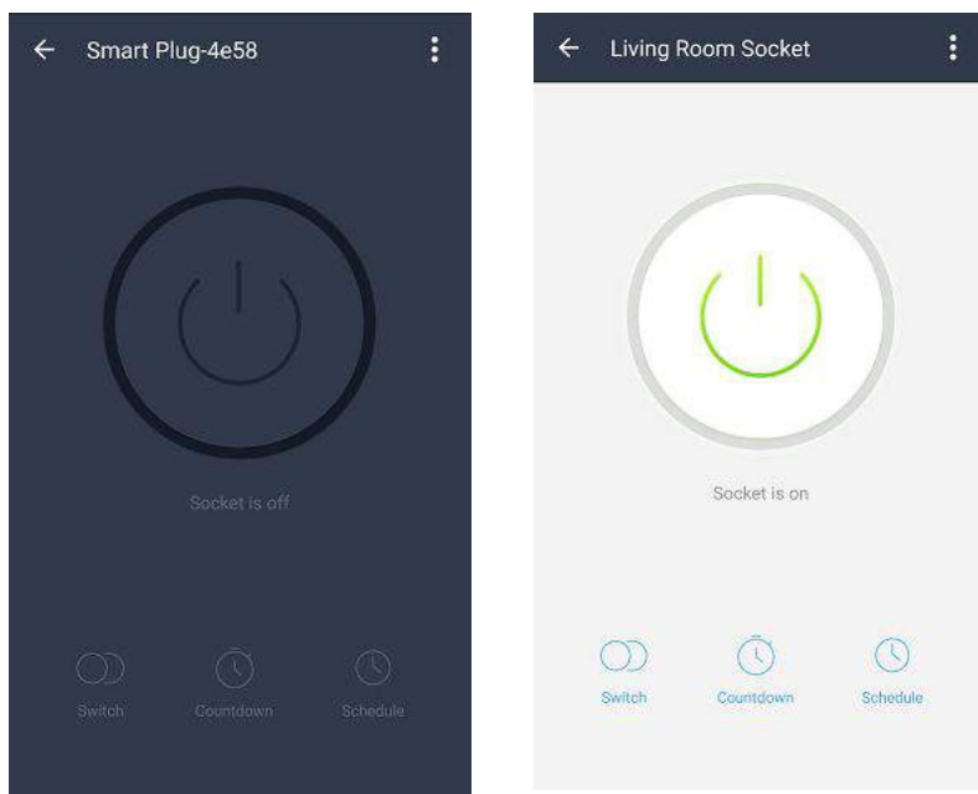 Smart Plug-4e58
Socket is off
Switch Countdown Schedule
Living Room Socket
Socket is on
Switch Countdown Schedule